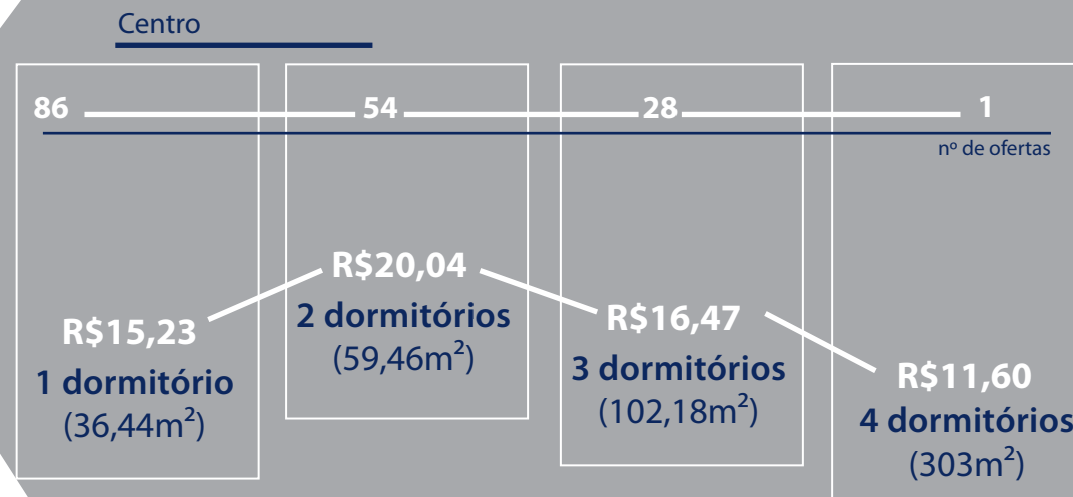 Centro
86 54 28 1
nº de ofertas
R$15,23
1 dormitório
(36,44m²)
R$20,04
2 dormitórios
(59,46m²)
R$16,47
3 dormitórios
(102,18m²)
R$11,60
4 dormitórios
(303m²)